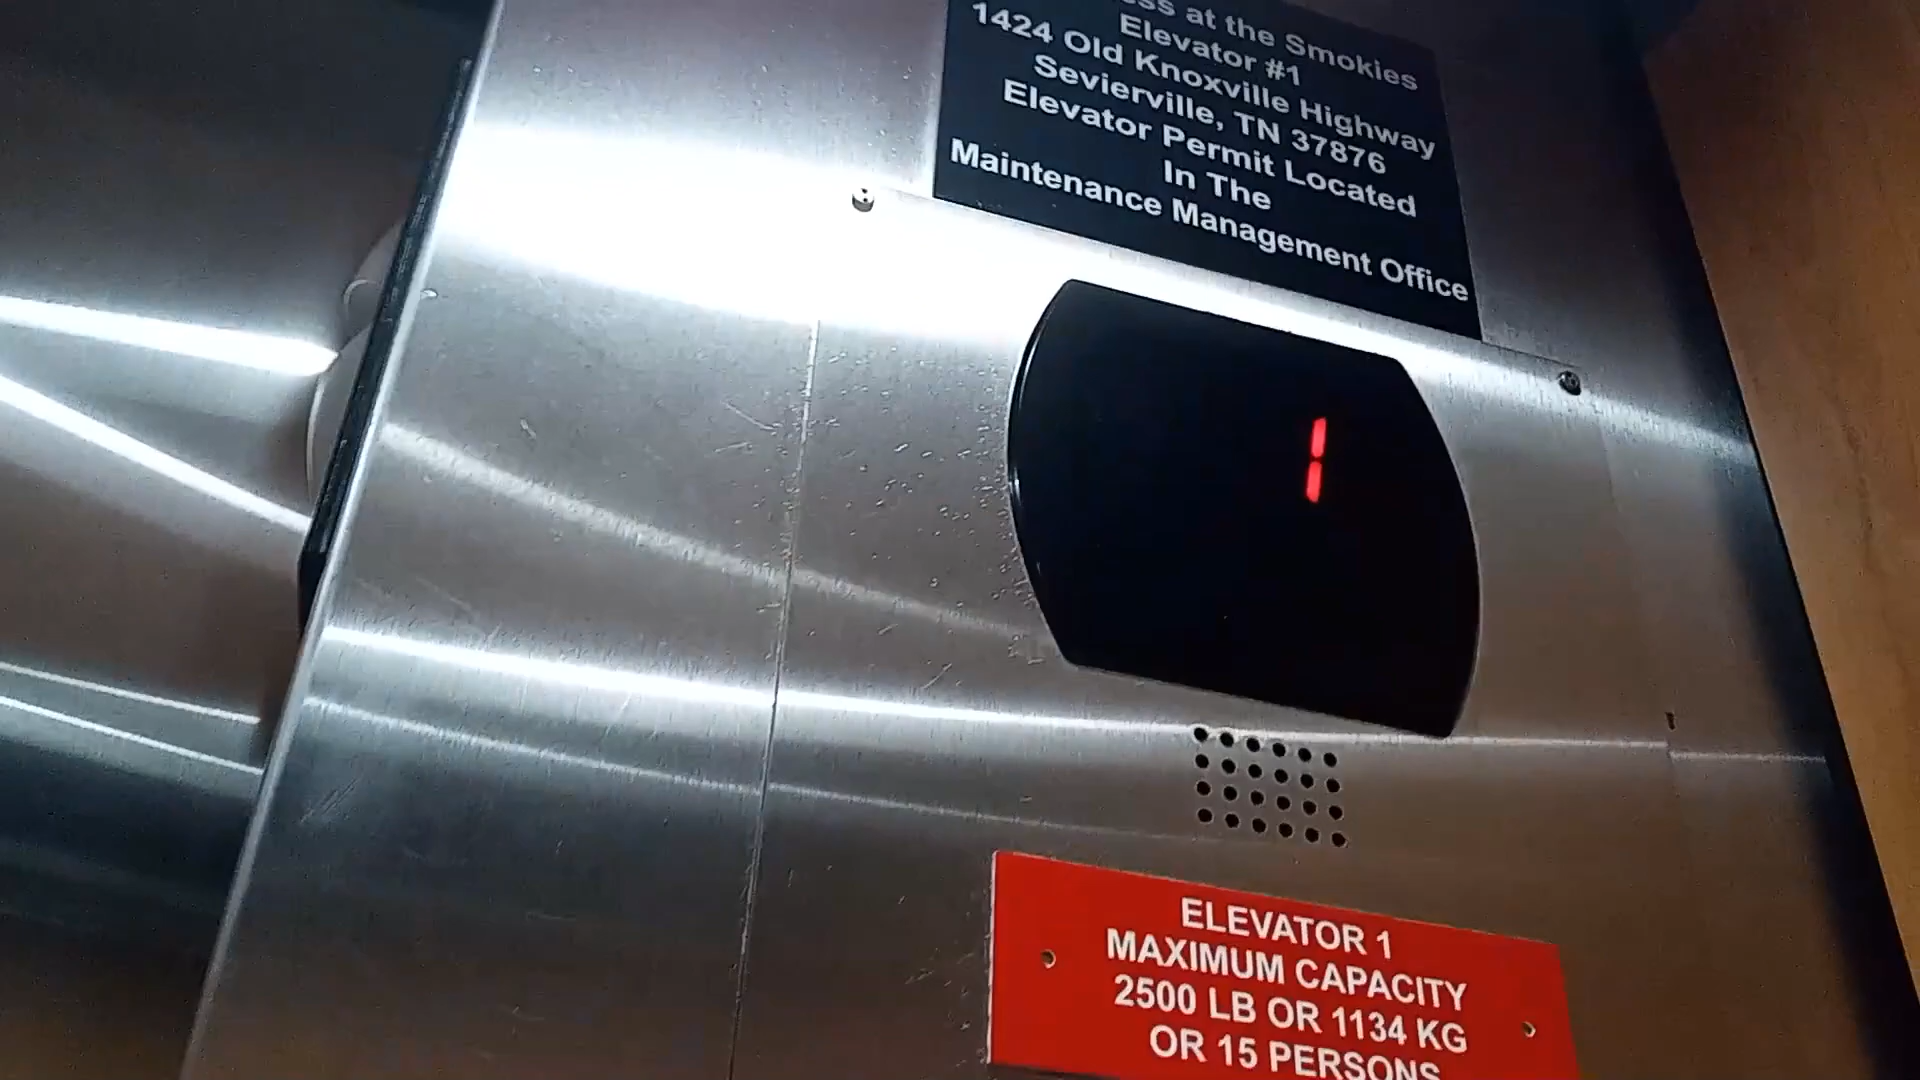 at the Smokies
Elevator #1
1424 Old Knoxville Highway
Sevierville, TN 37876
Elevator Permit Located
In The
Maintenance Management Office
1
ELEVATOR 1
MAXIMUM CAPACITY
2500 LB OR 1134 KG
OR 15 PERSONS